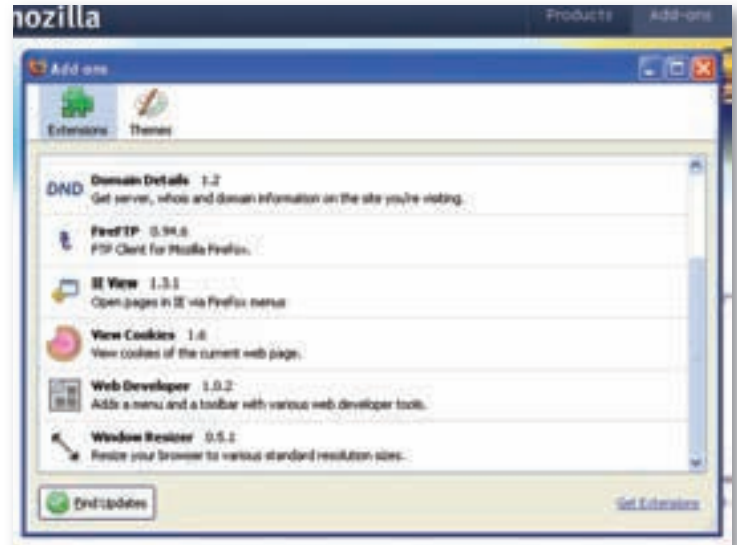 mozilla
Products Add-ons
Add-ons
Extensions Themes
DND Domain Details 1.2
Get server, whois and domain information on the site you're visiting.
FireFTP 0.94.6
FTP Client for Mozilla Firefox.
IE View 1.3.1
Open pages in IE via Firefox menus
View Cookies 1.6
View cookies of the current web page.
Web Developer 1.0.2
Adds a menu and a toolbar with various web developer tools.
Window Resizer 0.5.1
Resize your browser to various standard resolution sizes.
Find Updates Get Extensions